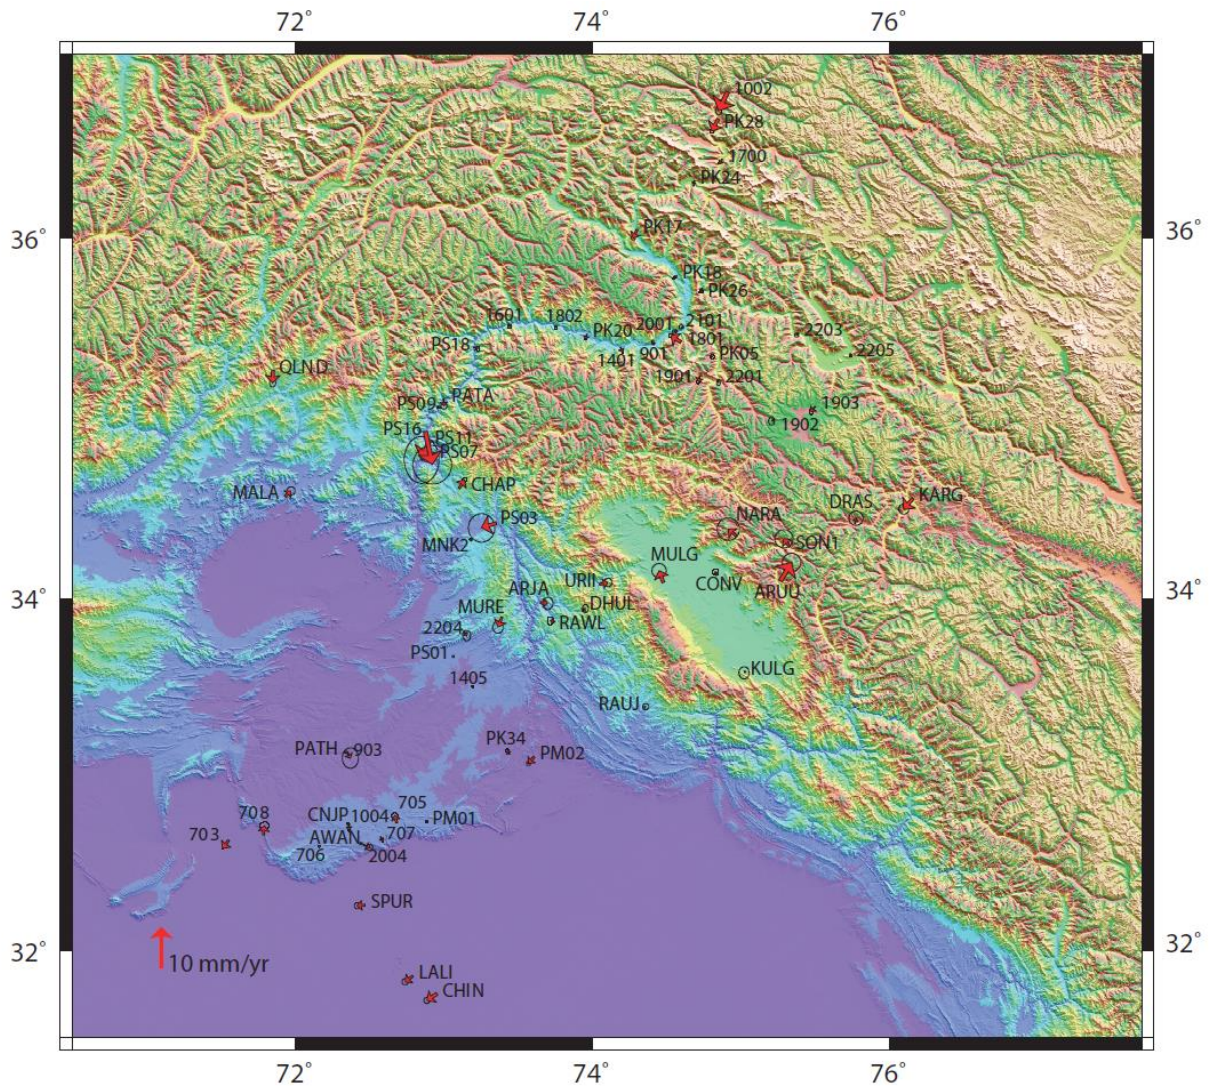 72° 74° 76°
1002
PK28
1700
PK24
PK17
36° 36°
PK18
PK26
1601 1802 2001 2101
PK20 1801 2203
PS18 1401 901 PK05 2205
QLND 1901 2201
PS09 PATA 1903
PS16 PS11 1902
PS07
CHAP
MALA DRAS KARG
PS03 NARA
MNK2 SON1
MULG
URII CONV
ARJA ARUU
34° MURE DHUL 34°
2204 RAWL
PS01
1405 KULG
RAUJ
PK34
PATH 903 PM02
705
708 CNJP 1004 PM01
703 AWAN 707
706 2004
SPUR
32° 10 mm/yr 32°
LALI
CHIN
72° 74° 76°